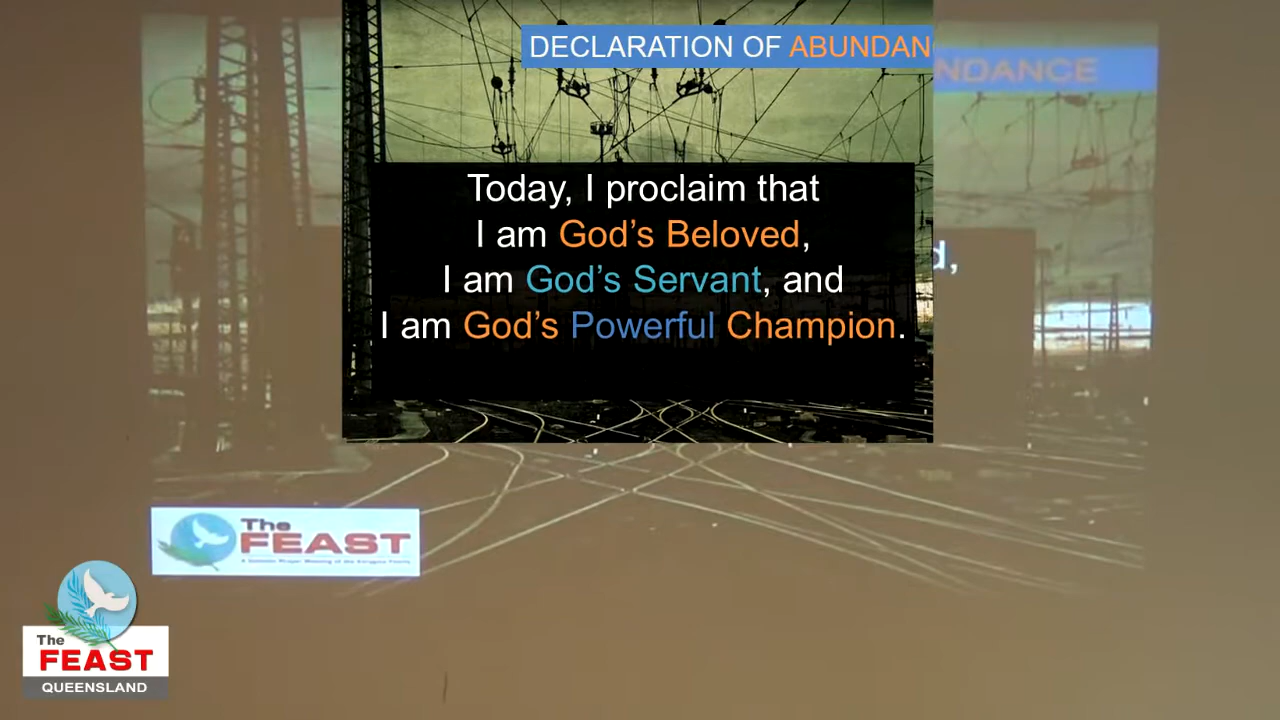 DECLARATION OF ABUNDAN
NDANCE
Today, I proclaim that
I am God’s Beloved,
d,
I am God’s Servant, and
I am God’s Powerful Champion.
The
FEAST
The
FEAST
QUEENSLAND